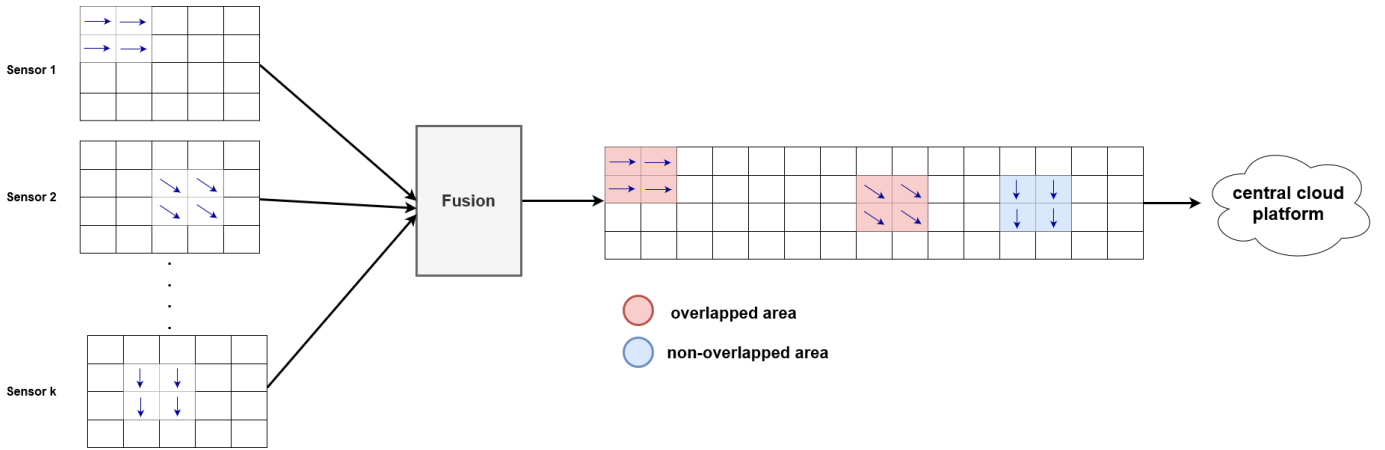 Sensor 1
Sensor 2
Sensor k
Fusion
central cloud
platform
overlapped area
non-overlapped area